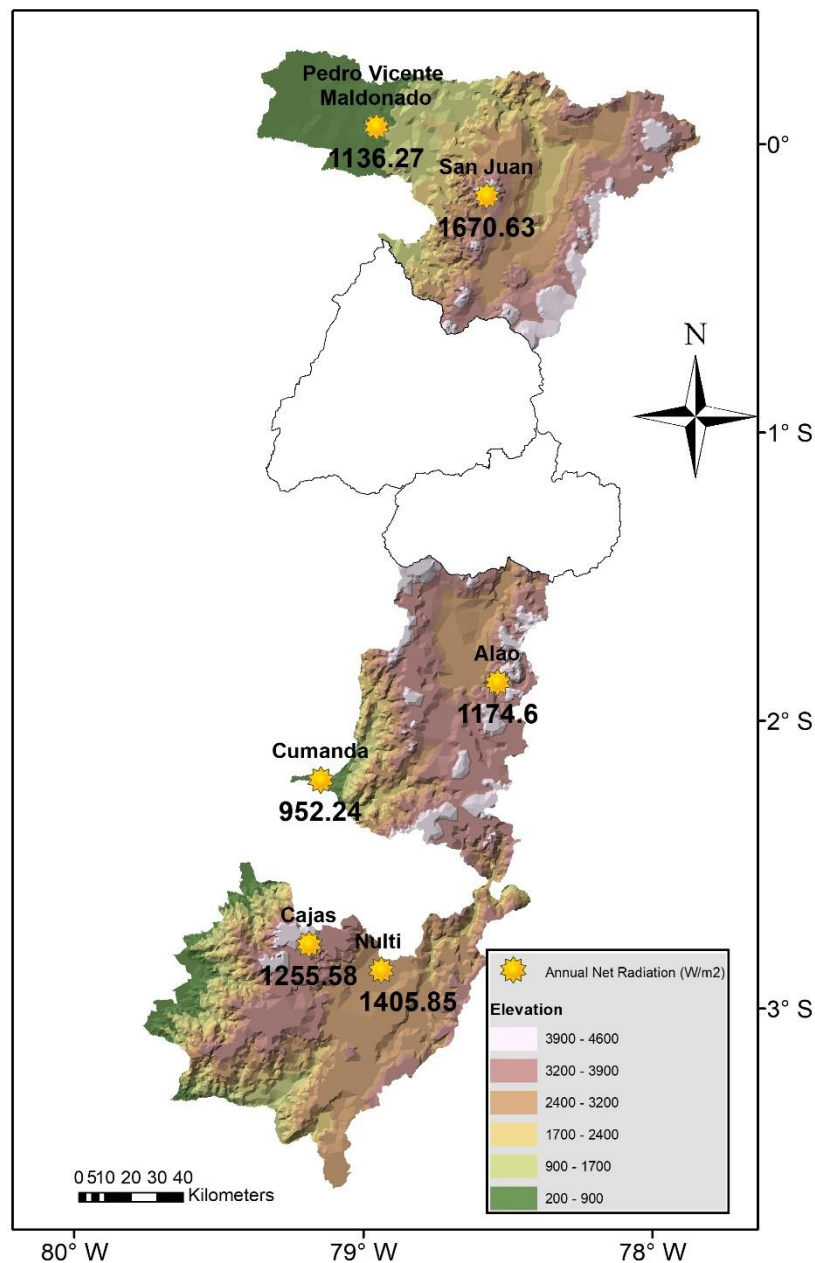 Pedro Vicente
Maldonado
1136.27
San Juan
1670.63
0°
N
1° S
Alao
1174.6
2° S
Cumanda
952.24
Cajas
1255.58
Nulti
1405.85
3° S
Annual Net Radiation (W/m2)
Elevation
3900 - 4600
3200 - 3900
2400 - 3200
1700 - 2400
900 - 1700
200 - 900
0 5 10 20 30 40
Kilometers
80° W
79° W
78° W